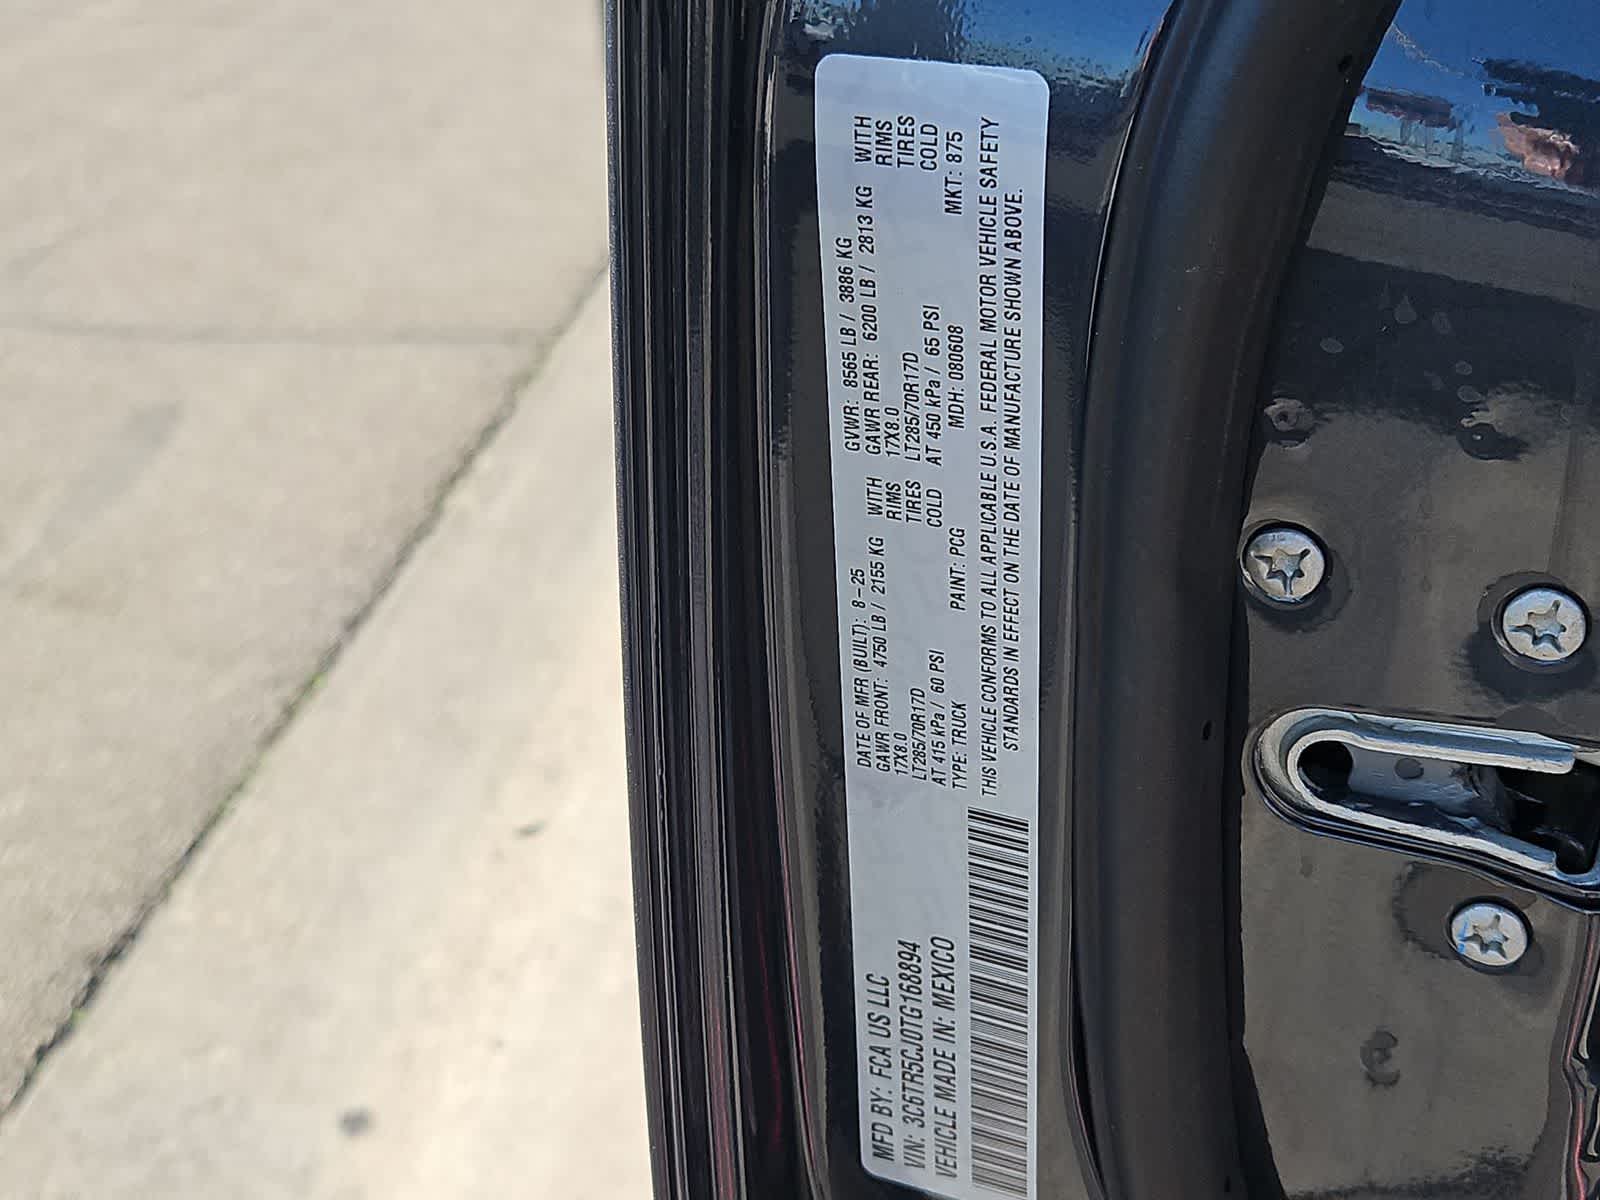 MFD BY: FCA US LLC
VIN: 3C6TR5CJ0TG168894
VEHICLE MADE IN: MEXICO
DATE OF MFR (BUILT): 8-25
GVWR: 8565 LB / 3886 KG
GAWR FRONT: 4750 LB / 2155 KG WITH
17X8.0 RIMS
LT285/70R17D TIRES
AT 415 kPa / 60 PSI COLD
GAWR REAR: 6200 LB / 2813 KG WITH
17X8.0 RIMS
LT285/70R17D TIRES
AT 450 kPa / 65 PSI COLD
TYPE: TRUCK PAINT: PCG MDH: 080608 MKT: 875
THIS VEHICLE CONFORMS TO ALL APPLICABLE U.S.A. FEDERAL MOTOR VEHICLE SAFETY
STANDARDS IN EFFECT ON THE DATE OF MANUFACTURE SHOWN ABOVE.